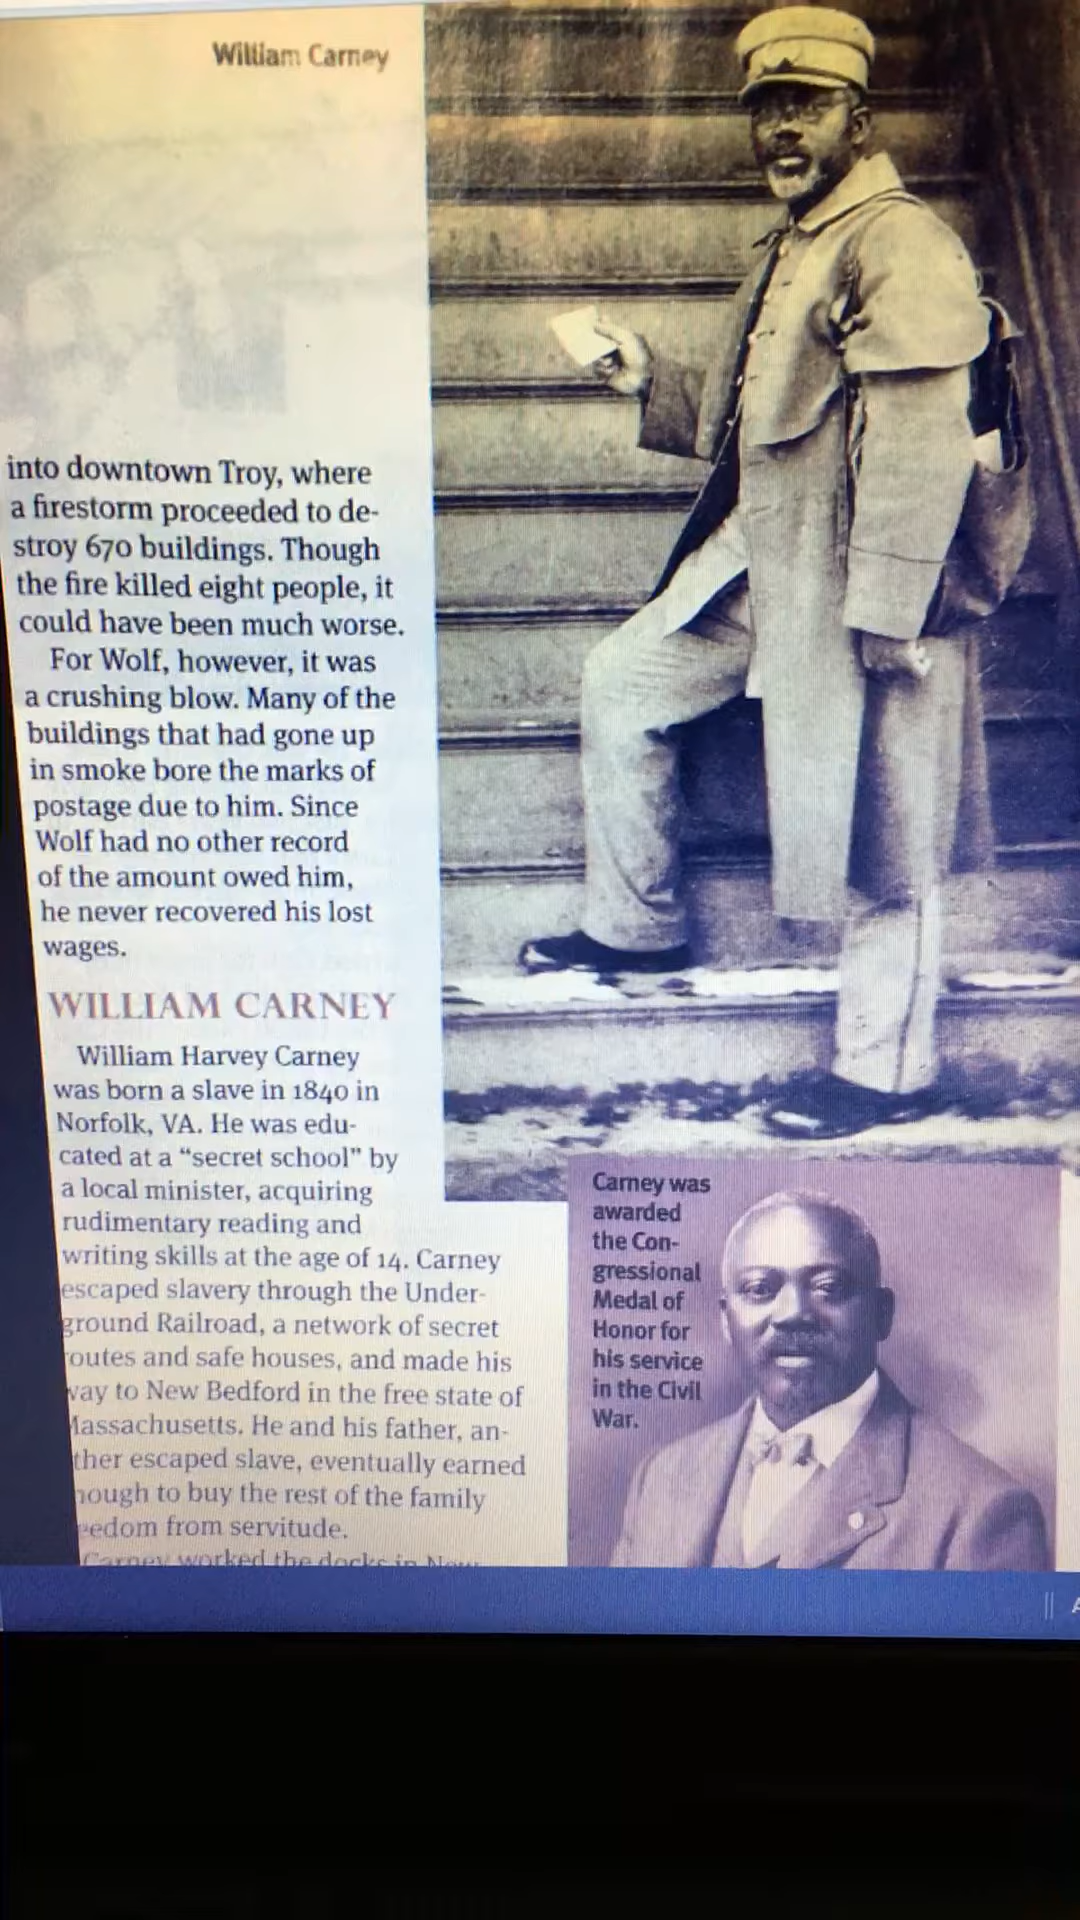 William Carney
into downtown Troy, where
a firestorm proceeded to de-
stroy 670 buildings. Though
the fire killed eight people, it
could have been much worse.
For Wolf, however, it was
a crushing blow. Many of the
buildings that had gone up
in smoke bore the marks of
postage due to him. Since
Wolf had no other record
of the amount owed him,
he never recovered his lost
wages.
WILLIAM CARNEY
William Harvey Carney
was born a slave in 1840 in
Norfolk, VA. He was edu-
cated at a “secret school” by
a local minister, acquiring
rudimentary reading and
writing skills at the age of 14. Carney
escaped slavery through the Under-
ground Railroad, a network of secret
outes and safe houses, and made his
way to New Bedford in the free state of
Massachusetts. He and his father, an-
ther escaped slave, eventually earned
nough to buy the rest of the family
eedom from servitude.
Carney worked the docks in New
Carney was
awarded
the Con-
gressional
Medal of
Honor for
his service
in the Civil
War.